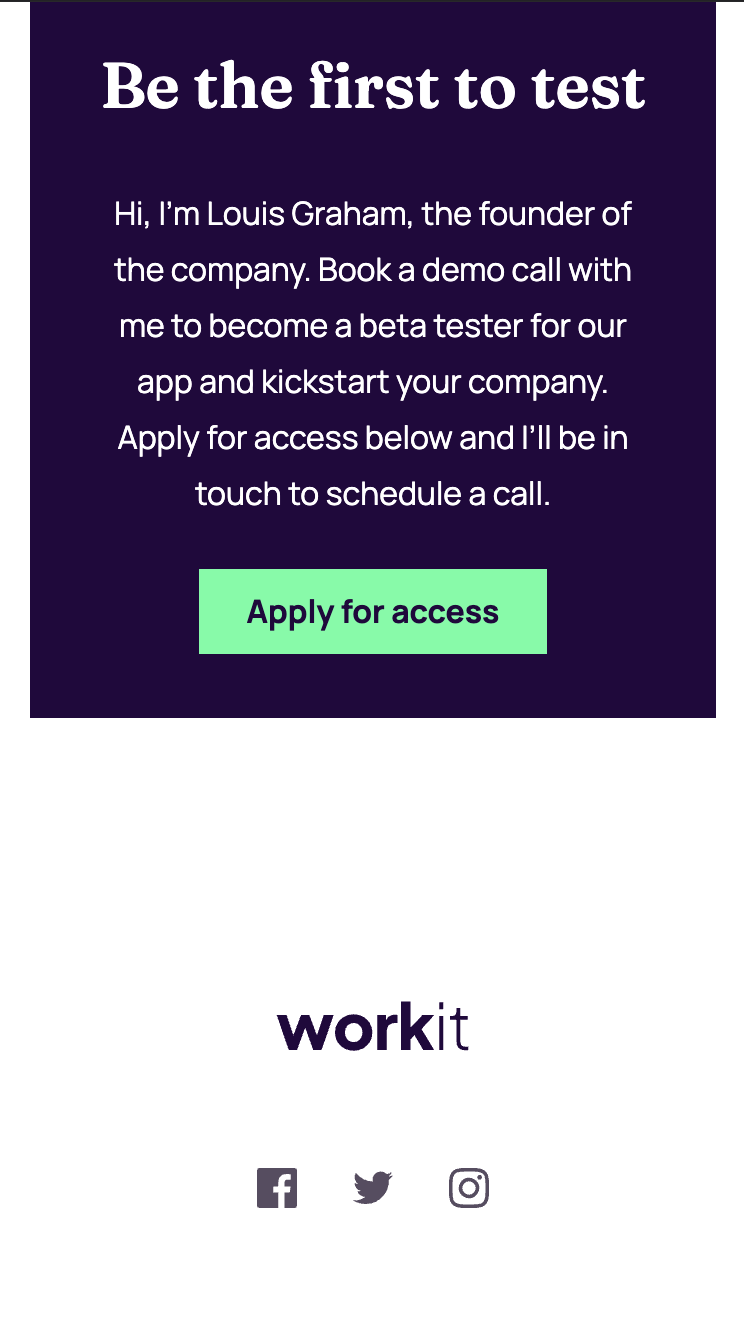 Be the first to test
Hi, I’m Louis Graham, the founder of
the company. Book a demo call with
me to become a beta tester for our
app and kickstart your company.
Apply for access below and I’ll be in
touch to schedule a call.
Apply for access
workit